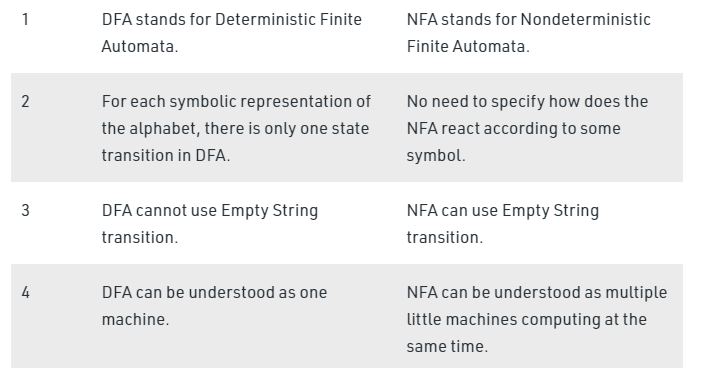 1 DFA stands for Deterministic Finite NFA stands for Nondeterministic
Automata. Finite Automata.
2 For each symbolic representation of No need to specify how does the
the alphabet, there is only one state NFA react according to some
transition in DFA. symbol.
3 DFA cannot use Empty String NFA can use Empty String
transition. transition.
4 DFA can be understood as one NFA can be understood as multiple
machine. little machines computing at the
same time.